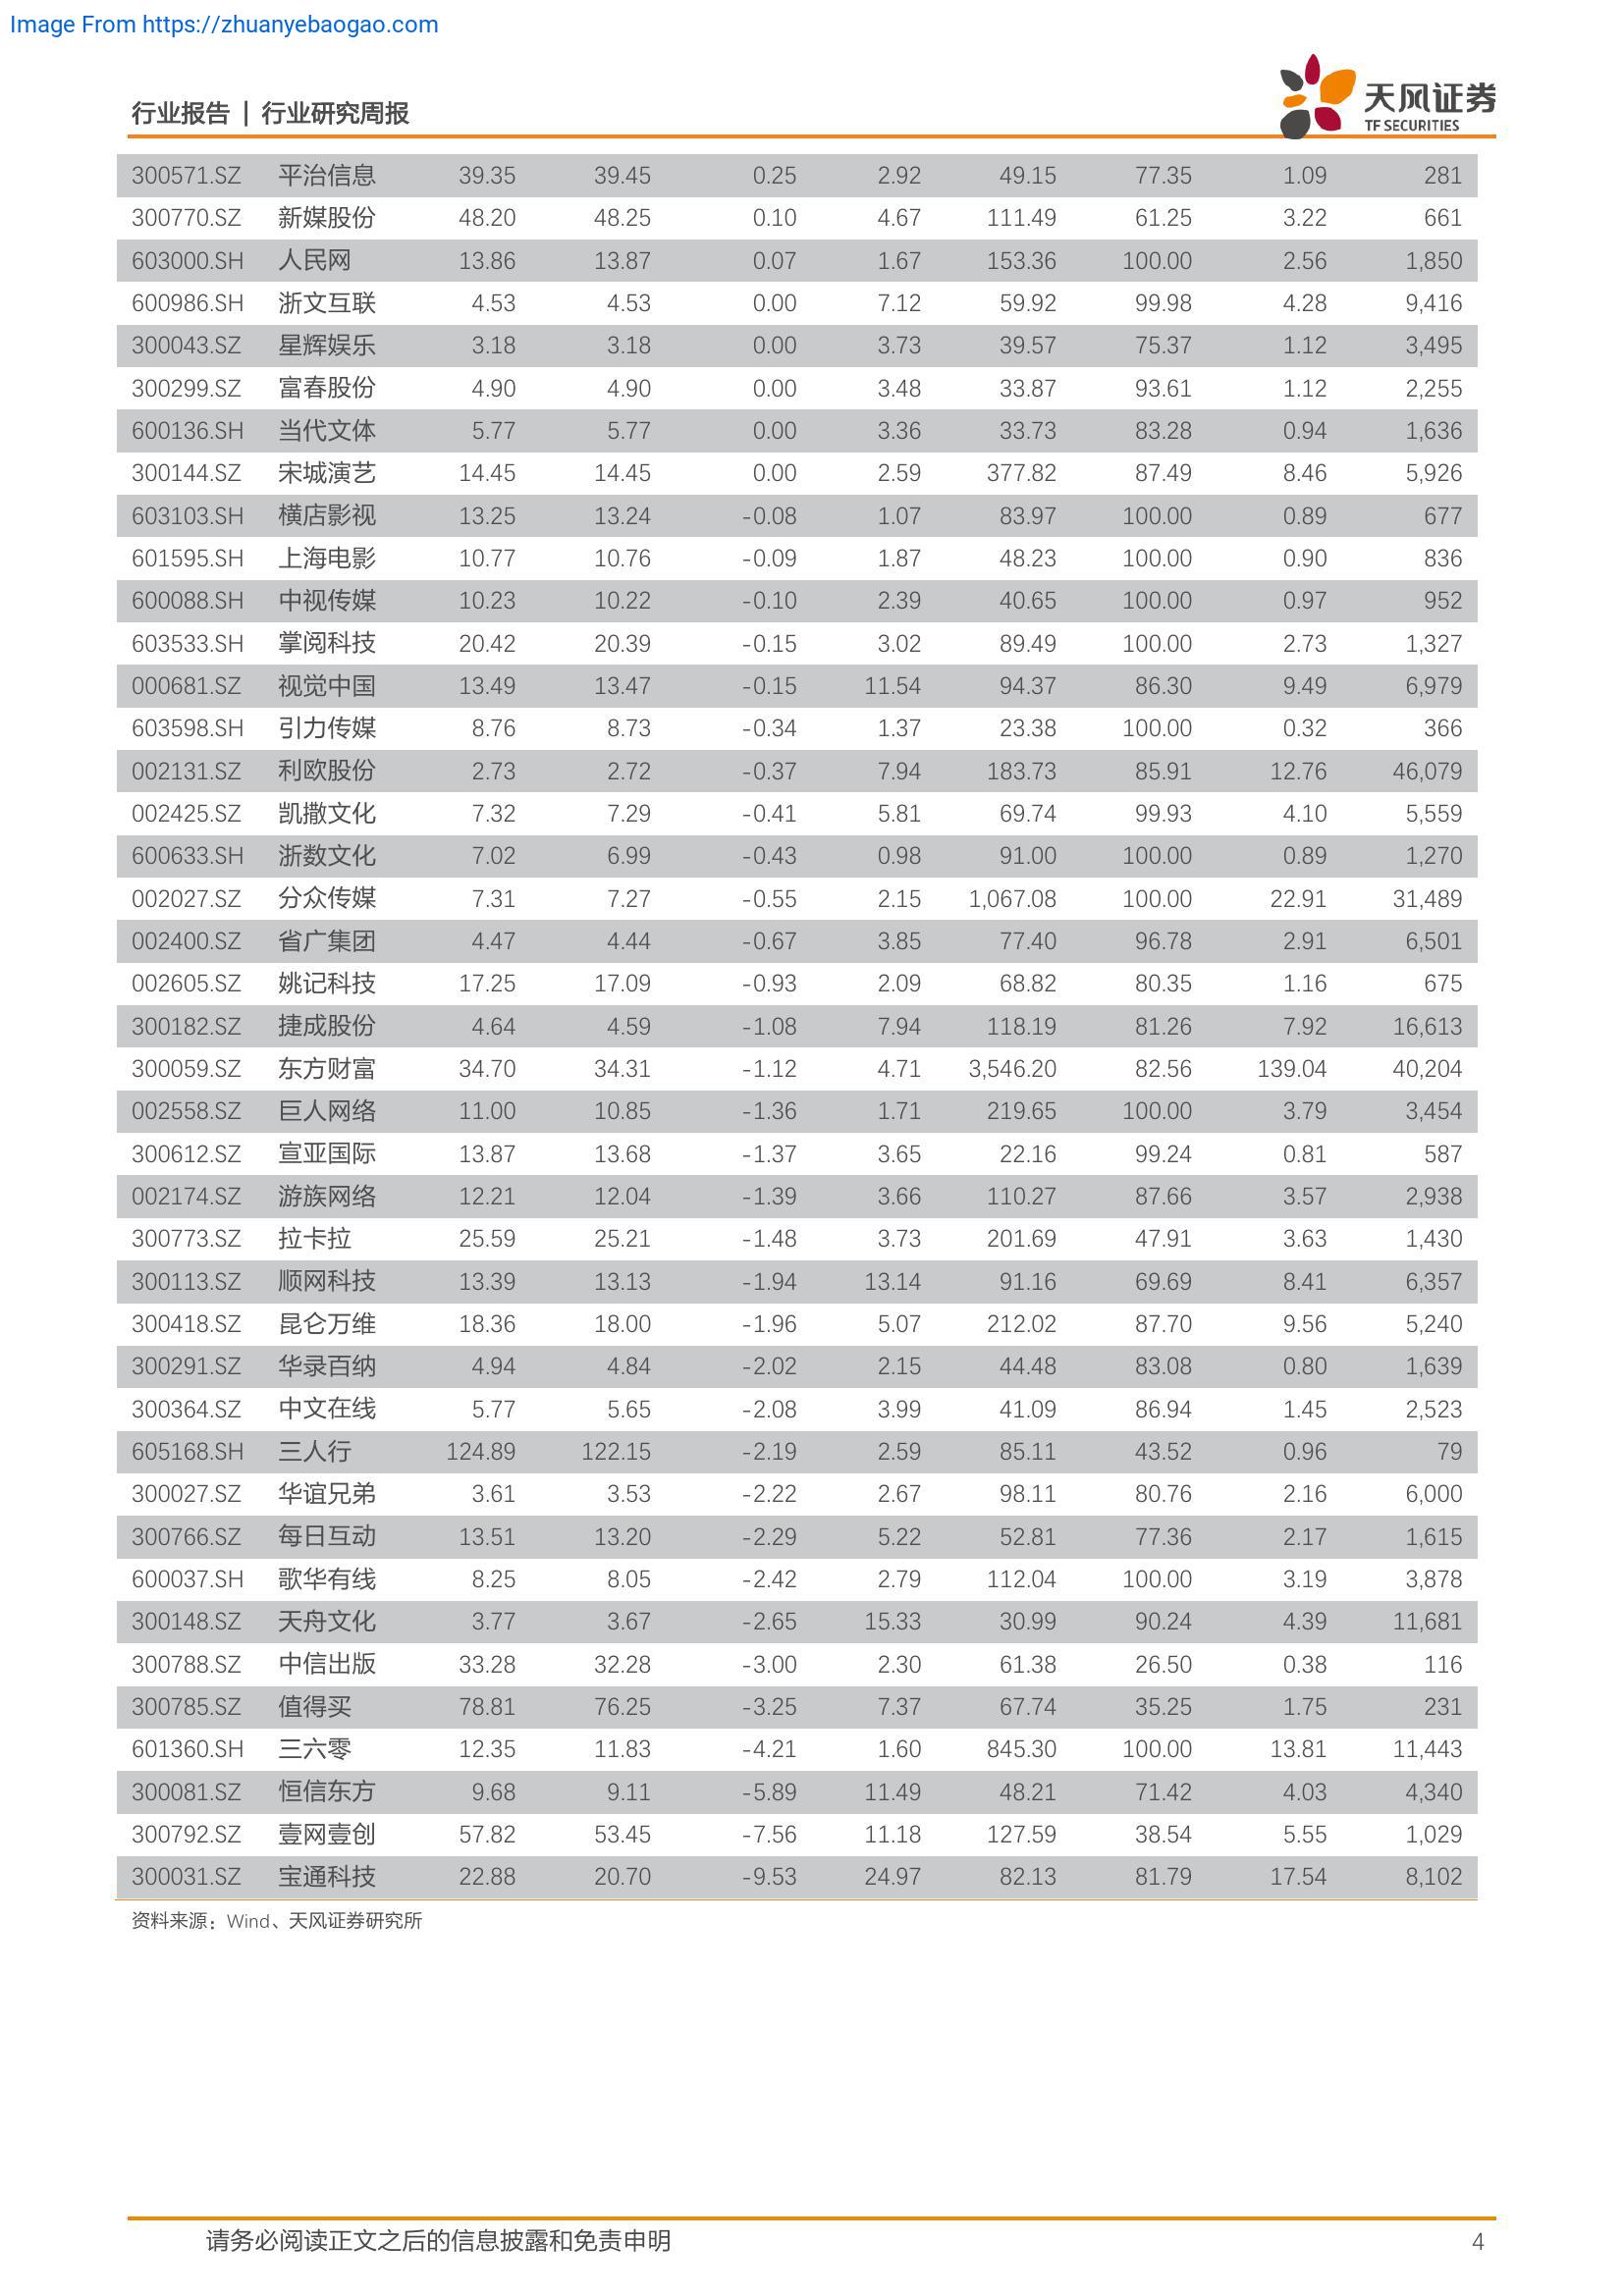 Image From https://zhuanyebaogao.com
行业报告 | 行业研究周报
天风证券
TF SECURITIES
300571.SZ 平治信息 39.35 39.45 0.25 2.92 49.15 77.35 1.09 281
300770.SZ 新媒股份 48.20 48.25 0.10 4.67 111.49 61.25 3.22 661
603000.SH 人民网 13.86 13.87 0.07 1.67 153.36 100.00 2.56 1,850
600986.SH 浙文互联 4.53 4.53 0.00 7.12 59.92 99.98 4.28 9,416
300043.SZ 星辉娱乐 3.18 3.18 0.00 3.73 39.57 75.37 1.12 3,495
300299.SZ 富春股份 4.90 4.90 0.00 3.48 33.87 93.61 1.12 2,255
600136.SH 当代文体 5.77 5.77 0.00 3.36 33.73 83.28 0.94 1,636
300144.SZ 宋城演艺 14.45 14.45 0.00 2.59 377.82 87.49 8.46 5,926
603103.SH 横店影视 13.25 13.24 -0.08 1.07 83.97 100.00 0.89 677
601595.SH 上海电影 10.77 10.76 -0.09 1.87 48.23 100.00 0.90 836
600088.SH 中视传媒 10.23 10.22 -0.10 2.39 40.65 100.00 0.97 952
603533.SH 掌阅科技 20.42 20.39 -0.15 3.02 89.49 100.00 2.73 1,327
000681.SZ 视觉中国 13.49 13.47 -0.15 11.54 94.37 86.30 9.49 6,979
603598.SH 引力传媒 8.76 8.73 -0.34 1.37 23.38 100.00 0.32 366
002131.SZ 利欧股份 2.73 2.72 -0.37 7.94 183.73 85.91 12.76 46,079
002425.SZ 凯撒文化 7.32 7.29 -0.41 5.81 69.74 99.93 4.10 5,559
600633.SH 浙数文化 7.02 6.99 -0.43 0.98 91.00 100.00 0.89 1,270
002027.SZ 分众传媒 7.31 7.27 -0.55 2.15 1,067.08 100.00 22.91 31,489
002400.SZ 省广集团 4.47 4.44 -0.67 3.85 77.40 96.78 2.91 6,501
002605.SZ 姚记科技 17.25 17.09 -0.93 2.09 68.82 80.35 1.16 675
300182.SZ 捷成股份 4.64 4.59 -1.08 7.94 118.19 81.26 7.92 16,613
300059.SZ 东方财富 34.70 34.31 -1.12 4.71 3,546.20 82.56 139.04 40,204
002558.SZ 巨人网络 11.00 10.85 -1.36 1.71 219.65 100.00 3.79 3,454
300612.SZ 宣亚国际 13.87 13.68 -1.37 3.65 22.16 99.24 0.81 587
002174.SZ 游族网络 12.21 12.04 -1.39 3.66 110.27 87.66 3.57 2,938
300773.SZ 拉卡拉 25.59 25.21 -1.48 3.73 201.69 47.91 3.63 1,430
300113.SZ 顺网科技 13.39 13.13 -1.94 13.14 91.16 69.69 8.41 6,357
300418.SZ 昆仑万维 18.36 18.00 -1.96 5.07 212.02 87.70 9.56 5,240
300291.SZ 华录百纳 4.94 4.84 -2.02 2.15 44.48 83.08 0.80 1,639
300364.SZ 中文在线 5.77 5.65 -2.08 3.99 41.09 86.94 1.45 2,523
605168.SH 三人行 124.89 122.15 -2.19 2.59 85.11 43.52 0.96 79
300027.SZ 华谊兄弟 3.61 3.53 -2.22 2.67 98.11 80.76 2.16 6,000
300766.SZ 每日互动 13.51 13.20 -2.29 5.22 52.81 77.36 2.17 1,615
600037.SH 歌华有线 8.25 8.05 -2.42 2.79 112.04 100.00 3.19 3,878
300148.SZ 天舟文化 3.77 3.67 -2.65 15.33 30.99 90.24 4.39 11,681
300788.SZ 中信出版 33.28 32.28 -3.00 2.30 61.38 26.50 0.38 116
300785.SZ 值得买 78.81 76.25 -3.25 7.37 67.74 35.25 1.75 231
601360.SH 三六零 12.35 11.83 -4.21 1.60 845.30 100.00 13.81 11,443
300081.SZ 恒信东方 9.68 9.11 -5.89 11.49 48.21 71.42 4.03 4,340
300792.SZ 壹网壹创 57.82 53.45 -7.56 11.18 127.59 38.54 5.55 1,029
300031.SZ 宝通科技 22.88 20.70 -9.53 24.97 82.13 81.79 17.54 8,102
资料来源：Wind、天风证券研究所
请务必阅读正文之后的信息披露和免责申明 4